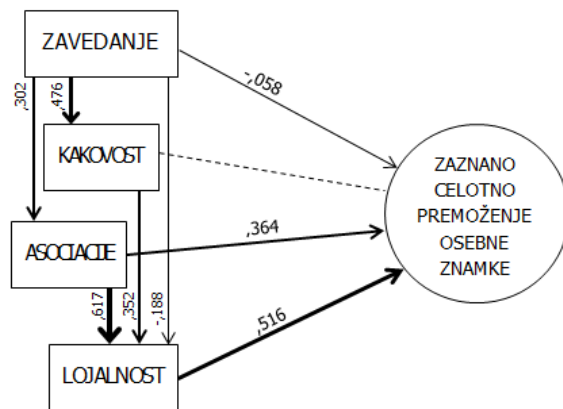 ZAVEDANJE
,302
,476
-,058
KAKOVOST
ZAZNANO
CELOTNO
PREMOŽENJE
OSEBNE
ZNAMKE
ASOCIACIJE
,364
,617
,352
-,188
,516
LOJALNOST